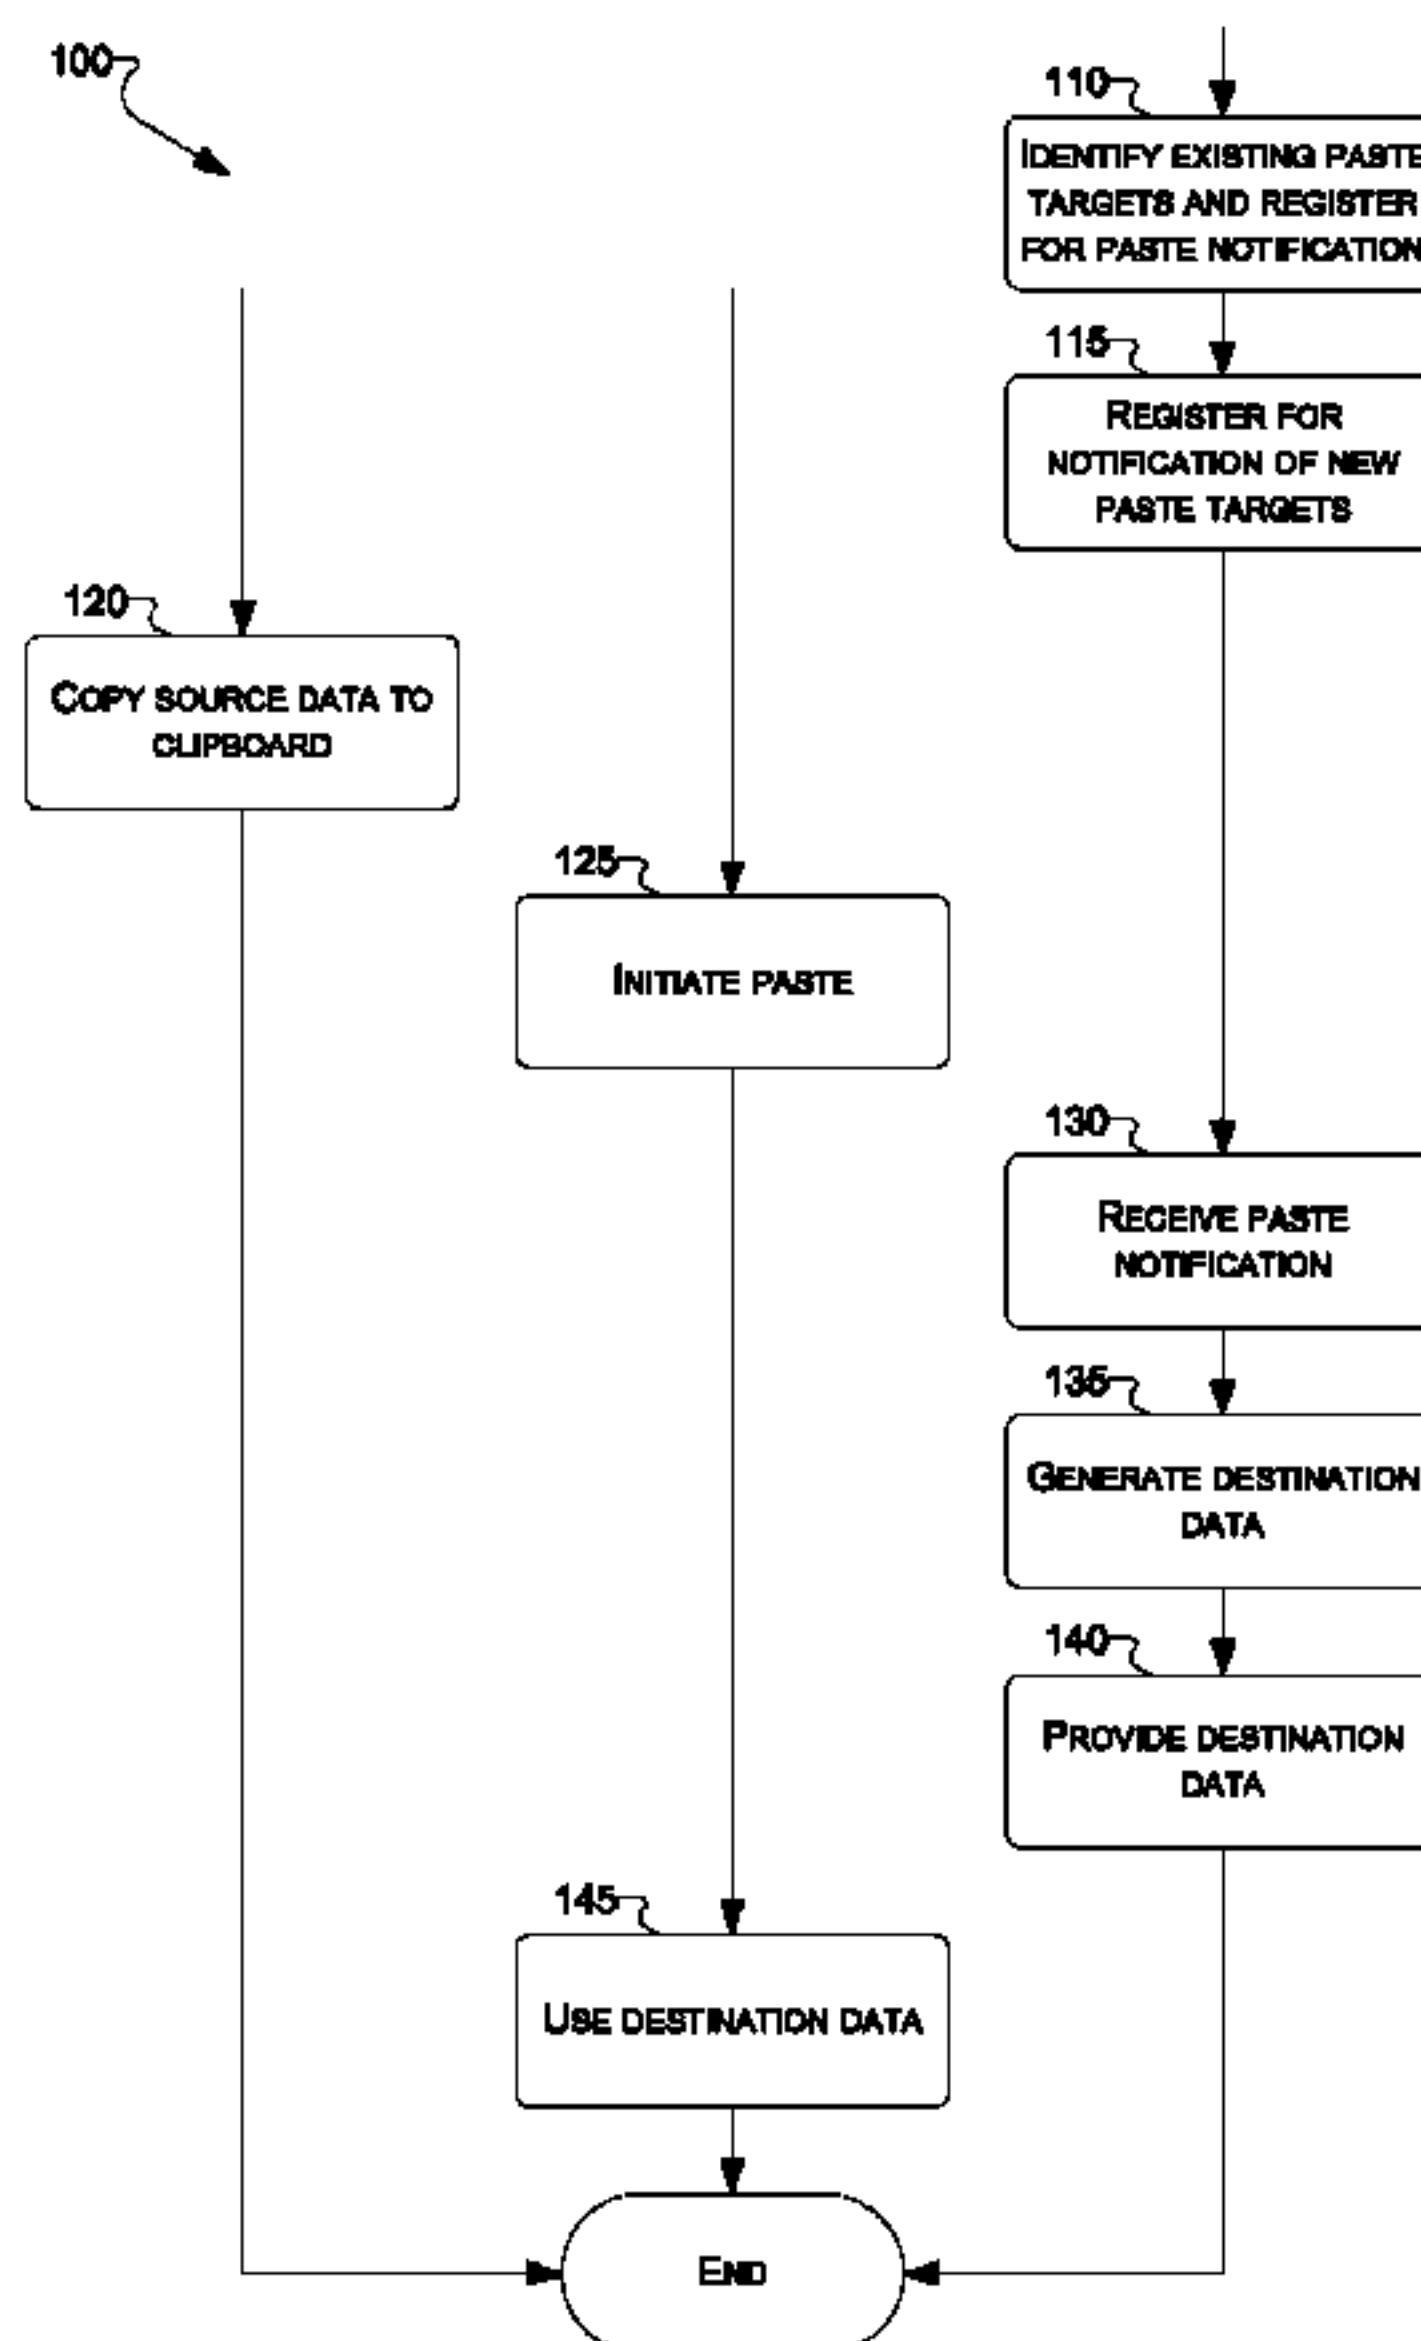 100
110
IDENTIFY EXISTING PASTE
TARGETS AND REGISTER
FOR PASTE NOTIFICATION
115
REGISTER FOR
NOTIFICATION OF NEW
PASTE TARGETS
120
COPY SOURCE DATA TO
CLIPBOARD
125
INITIATE PASTE
130
RECEIVE PASTE
NOTIFICATION
135
GENERATE DESTINATION
DATA
140
PROVIDE DESTINATION
DATA
145
USE DESTINATION DATA
END